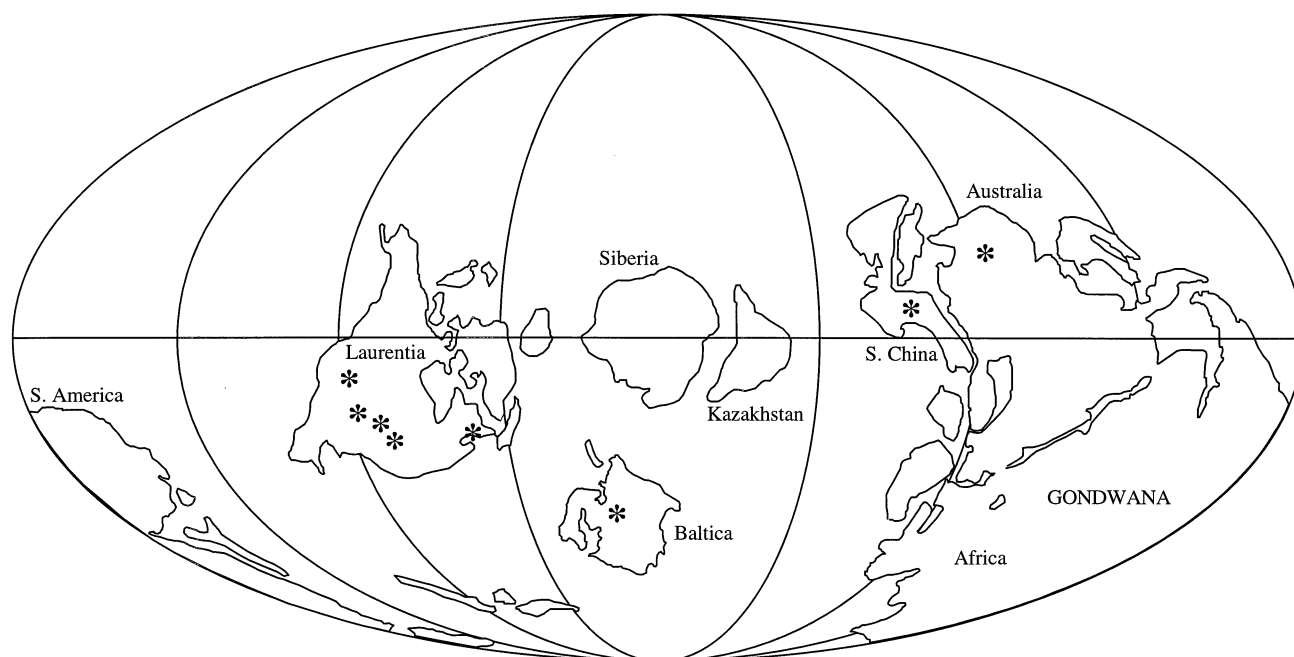 Australia
Siberia
Laurentia
S. China
S. America
Kazakhstan
GONDWANA
Baltica
Africa